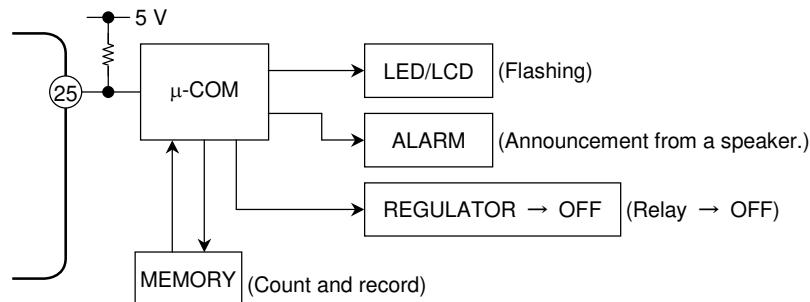 5 V
25
μ-COM
LED/LCD (Flashing)
ALARM (Announcement from a speaker.)
REGULATOR → OFF (Relay → OFF)
MEMORY (Count and record)